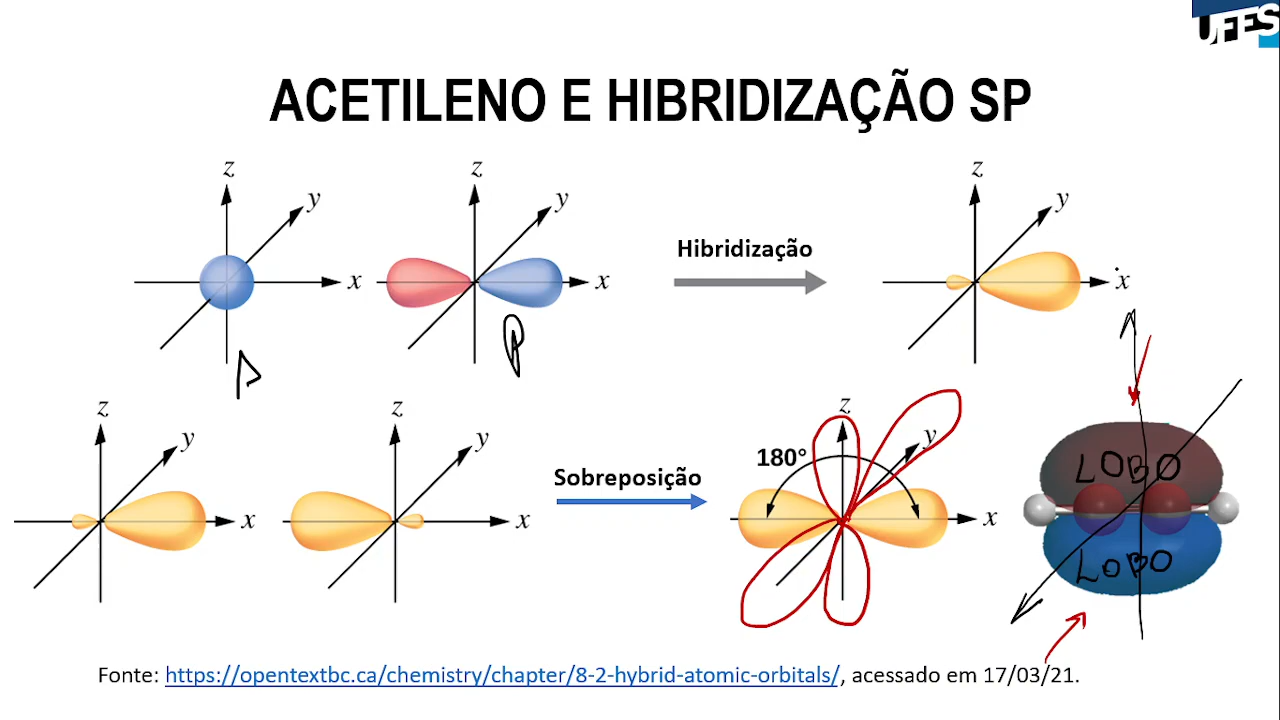 UFES
ACETILENO E HIBRIDIZAÇÃO SP
z
y
x
z
y
x
Hibridização
z
y
x
P
z
y
x
z
y
x
Sobreposição
180°
z
y
x
LOBO
LOBO
Fonte: https://opentextbc.ca/chemistry/chapter/8-2-hybrid-atomic-orbitals/, acessado em 17/03/21.